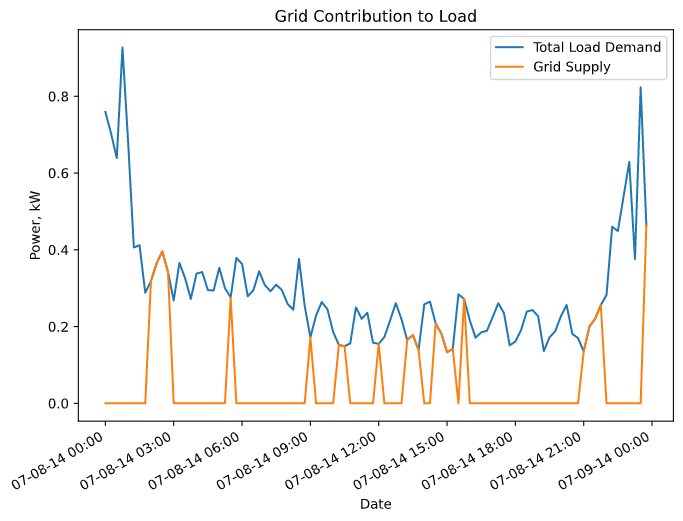 Grid Contribution to Load
Total Load Demand
Grid Supply
Power, kW
0.8
0.6
0.4
0.2
0.0
07-08-14 00:00
07-08-14 03:00
07-08-14 06:00
07-08-14 09:00
07-08-14 12:00
07-08-14 15:00
07-08-14 18:00
07-08-14 21:00
07-09-14 00:00
Date